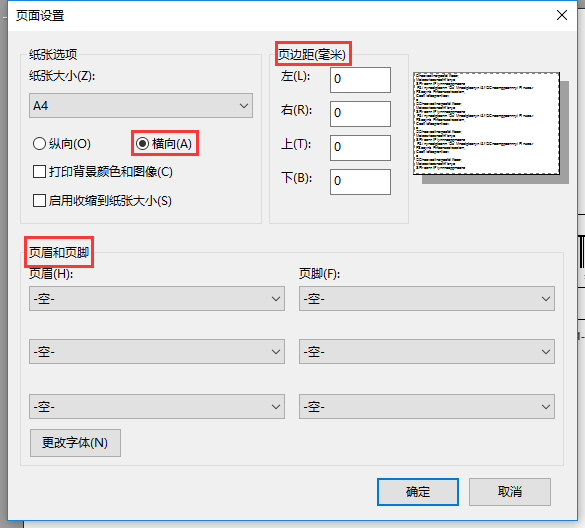 页面设置
纸张选项
纸张大小(Z):
A4
纵向(O)
横向(A)
打印背景颜色和图像(C)
启用收缩到纸张大小(S)
页边距(毫米)
左(L):
0
右(R):
0
上(T):
0
下(B):
0
页眉和页脚
页眉(H):
页脚(F):
-空-
-空-
-空-
-空-
-空-
-空-
更改字体(N)
确定
取消